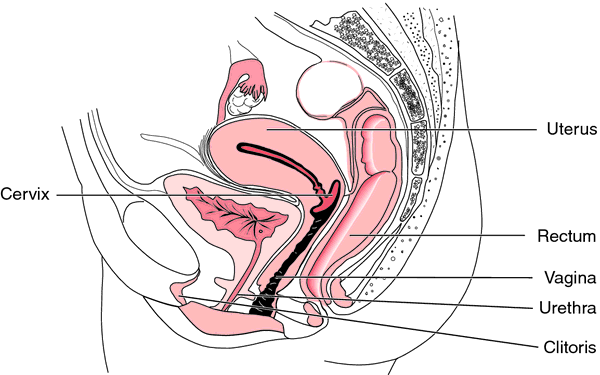 Uterus
Cervix
Rectum
Vagina
Urethra
Clitoris